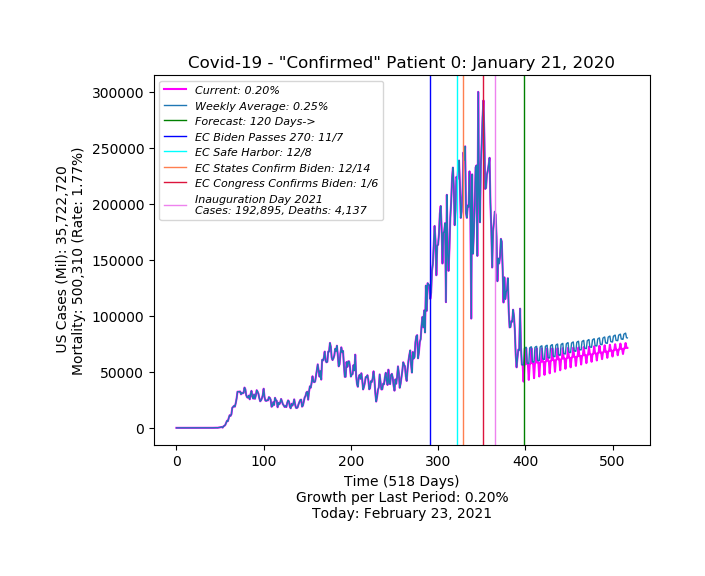 Covid-19 - "Confirmed" Patient 0: January 21, 2020
300000
250000
200000
150000
100000
50000
0
US Cases (Mil): 35,722,720
Mortality: 500,310 (Rate: 1.77%)
Current: 0.20%
Weekly Average: 0.25%
Forecast: 120 Days->
EC Biden Passes 270: 11/7
EC Safe Harbor: 12/8
EC States Confirm Biden: 12/14
EC Congress Confirms Biden: 1/6
Inauguration Day 2021
Cases: 192,895, Deaths: 4,137
0 100 200 300 400 500
Time (518 Days)
Growth per Last Period: 0.20%
Today: February 23, 2021